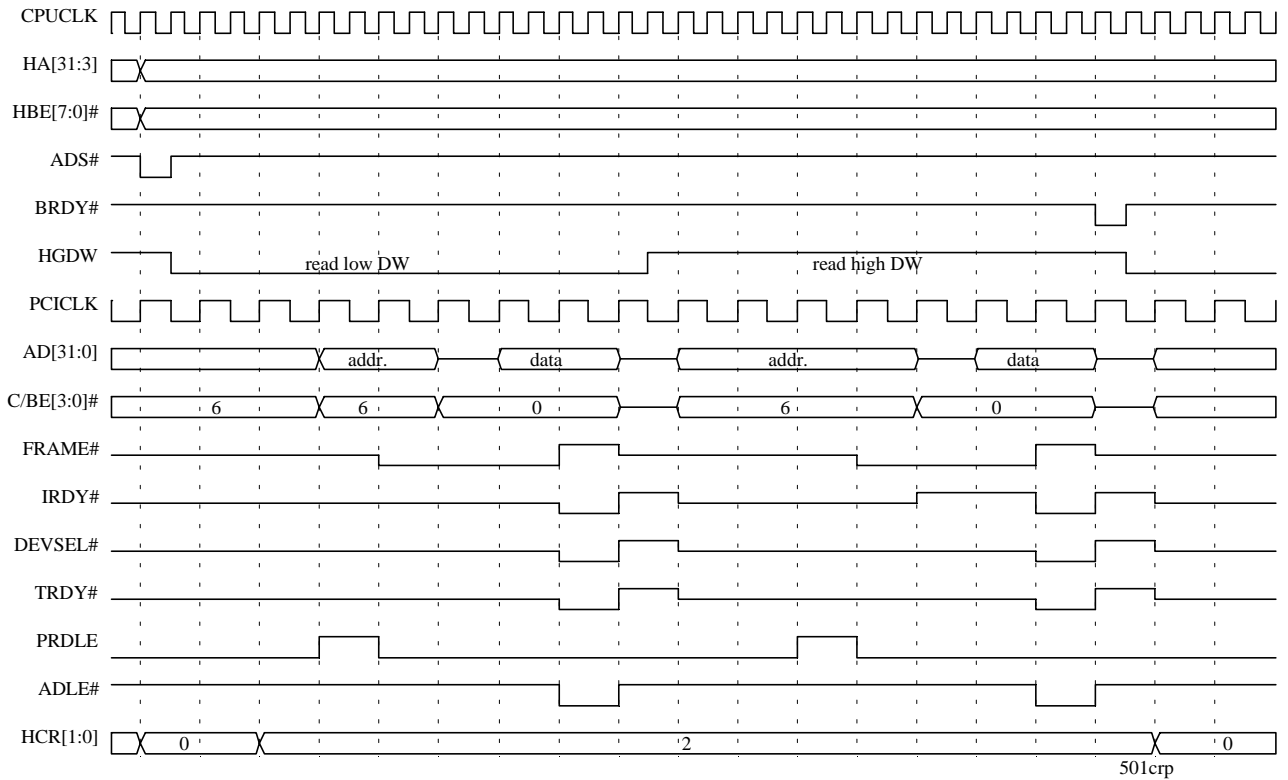 CPUCLK
HA[31:3]
HBE[7:0]#
ADS#
BRDY#
HGDW
read low DW
read high DW
PCICLK
AD[31:0]
addr.
data
addr.
data
C/BE[3:0]#
6
6
0
6
0
FRAME#
IRDY#
DEVSEL#
TRDY#
PRDLE
ADLE#
HCR[1:0]
0
2
0
501crp